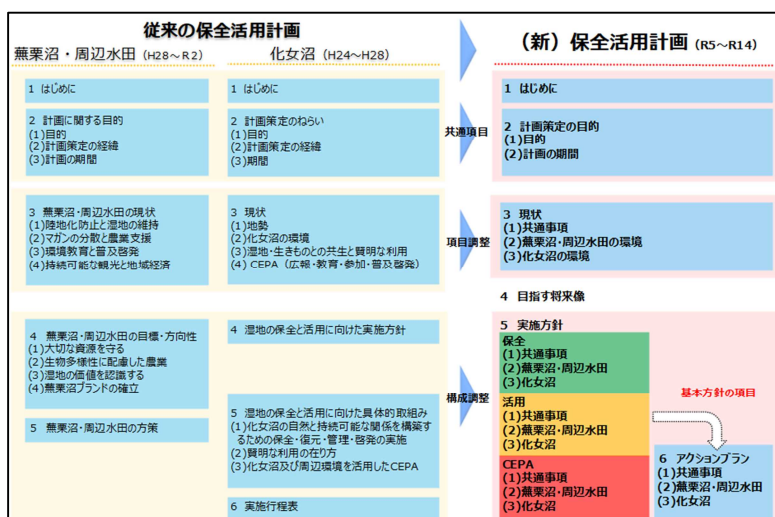 従来の保全活用計画
蕪栗沼・周辺水田(H28～R2)
化女沼(H24～H28)
(新)保全活用計画(R5～R14)
1 はじめに
2 計画に関する目的
(1)目的
(2)計画策定の経緯
(3)計画の期間
3 蕪栗沼・周辺水田の現状
(1)陸地化防止と湿地の維持
(2)マガンの分散と農業支援
(3)環境教育と普及啓発
(4)持続可能な観光と地域経済
4 蕪栗沼・周辺水田の目標・方向性
(1)大切な資源を守る
(2)生物多様性に配慮した農業
(3)湿地の価値を認識する
(4)蕪栗沼ブランドの確立
5 蕪栗沼・周辺水田の方策
1 はじめに
2 計画策定のねらい
(1)目的
(2)計画策定の経緯
(3)期間
3 現状
(1)地勢
(2)化女沼の環境
(3)湿地・生きものとの共生と賢明な利用
(4) CEPA(広報・教育・参加・普及啓発)
4 湿地の保全と活用に向けた実施方針
5 湿地の保全と活用に向けた具体的取組み
(1)化女沼の自然と持続可能な関係を構築す
るための保全・復元・管理・啓発の実施
(2)賢明な利用の在り方
(3)化女沼及び周辺環境を活用したCEPA
6 実施行程表
共通項目
項目調整
構成調整
1 はじめに
2 計画策定の目的
(1)目的
(2)計画の期間
3 現状
(1)共通事項
(2)蕪栗沼・周辺水田の環境
(3)化女沼の環境
4 目指す将来像
5 実施方針
保全
(1)共通事項
(2)蕪栗沼・周辺水田
(3)化女沼
活用
(1)共通事項
(2)蕪栗沼・周辺水田
(3)化女沼
CEPA
(1)共通事項
(2)蕪栗沼・周辺水田
(3)化女沼
基本方針の項目
6 アクションプラン
(1)共通事項
(2)蕪栗沼・周辺水田
(3)化女沼